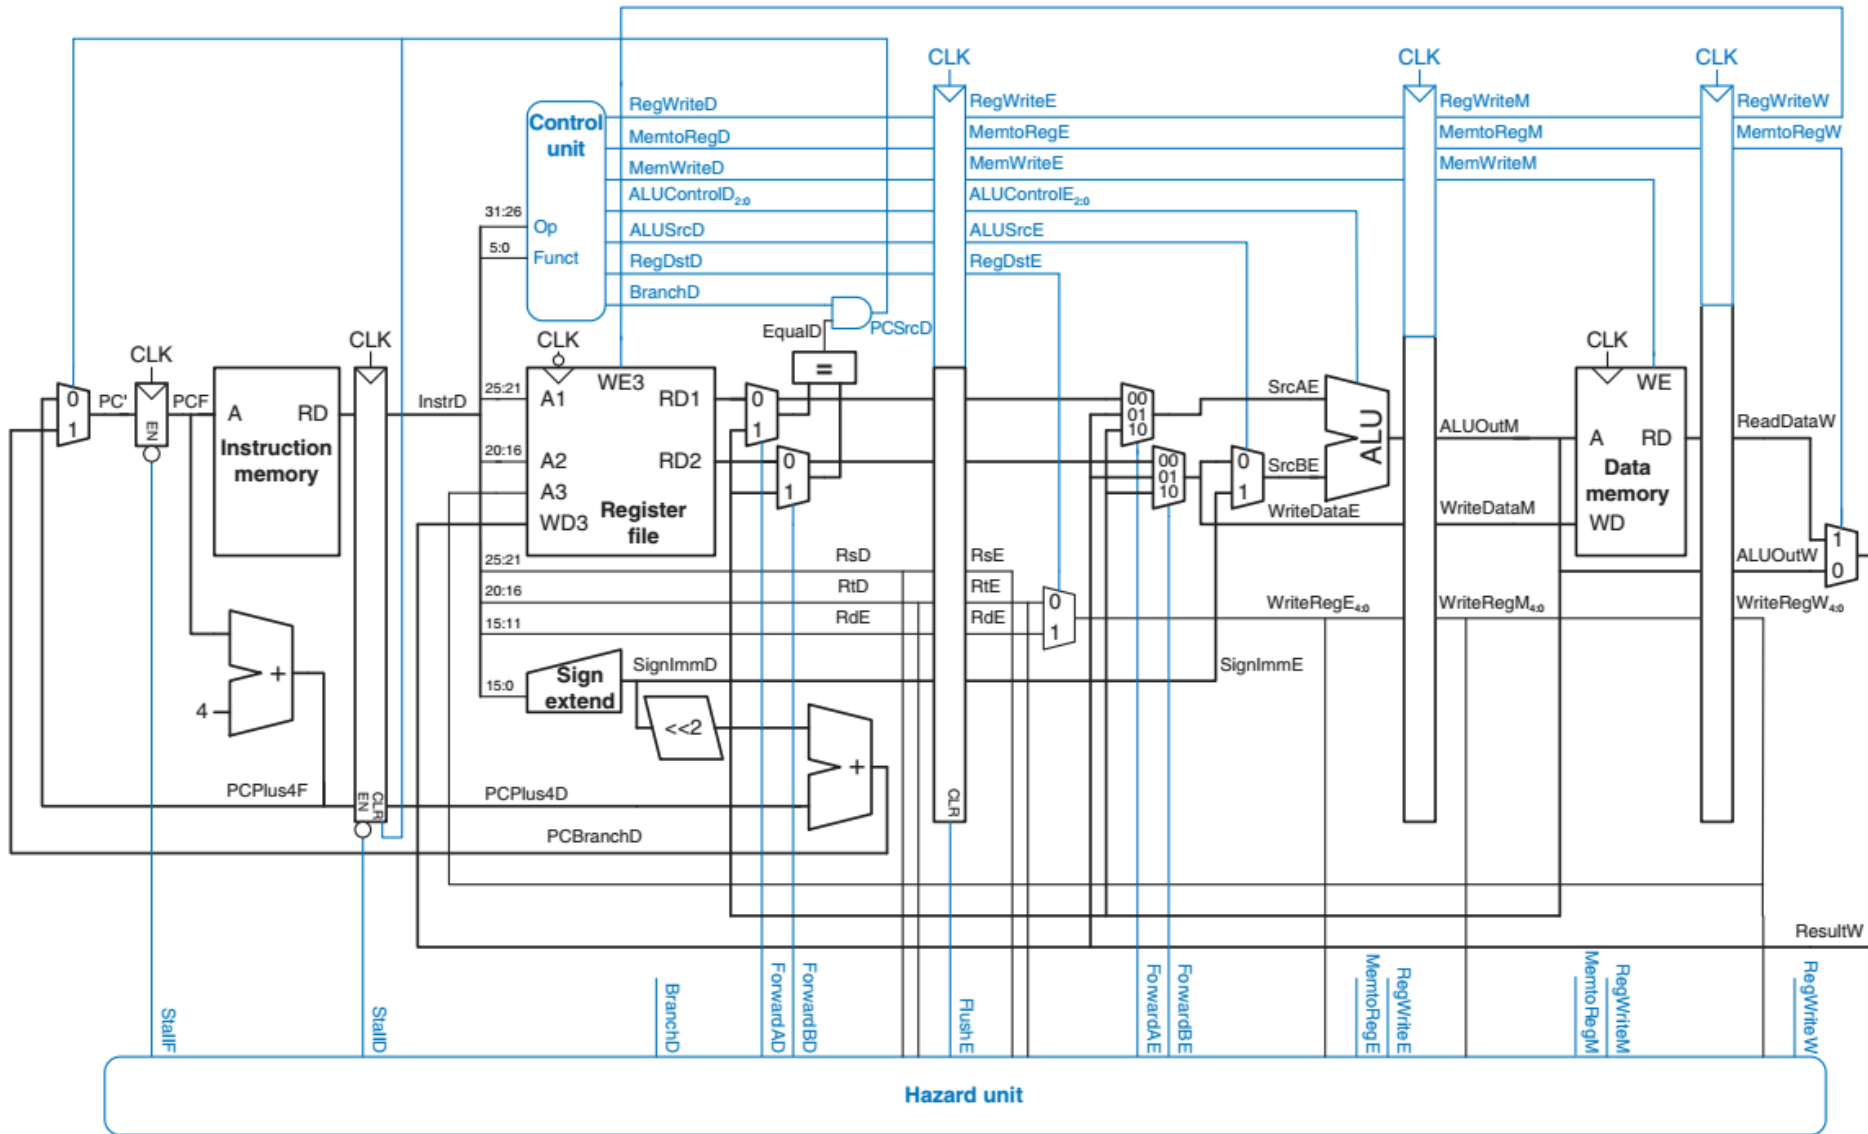 CLK
CLK
CLK
RegWriteD
RegWriteE
RegWriteM
RegWriteW
Control
unit
MemtoRegD
MemtoRegE
MemtoRegM
MemtoRegW
MemWriteD
MemWriteE
MemWriteM
ALUControlD2:0
ALUControlE2:0
31:26
Op
ALUSrcD
ALUSrcE
5:0
Funct
RegDstD
RegDstE
BranchD
EqualD
PCSrcD
CLK
CLK
CLK
CLK
=
0
1
PC'
EN
PCF
A
RD
Instruction
memory
InstrD
25:21
A1
WE3
RD1
0
1
00
01
10
SrcAE
ALU
ALUOutM
WE
A
RD
Data
memory
WD
ReadDataW
20:16
A2
RD2
0
1
00
01
10
0
1
SrcBE
A3
WD3
Register
file
WriteDataE
WriteDataM
1
0
ALUOutW
25:21
RsD
RsE
20:16
RtD
RtE
0
1
WriteRegE4:0
WriteRegM4:0
WriteRegW4:0
15:11
RdE
RdE
15:0
Sign
extend
SignImmD
SignImmE
+
4
<<2
+
PCPlus4F
EN
CLR
PCPlus4D
CLR
PCBranchD
ResultW
StallF
StallD
BranchD
ForwardAD
ForwardBD
FlushE
ForwardAE
ForwardBE
MemtoRegE
RegWriteE
MemtoRegM
RegWriteM
RegWriteW
Hazard unit